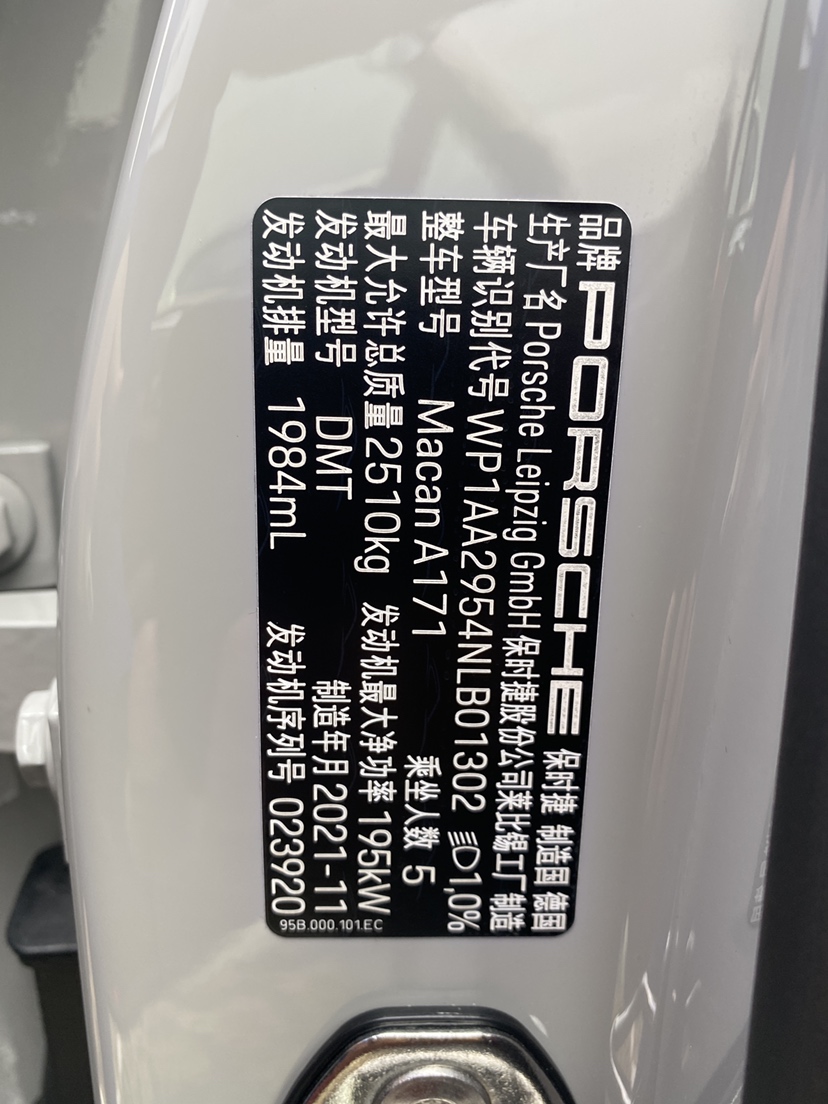 品牌 PORSCHE 保时捷 制造国 德国
生产厂名 Porsche Leipzig GmbH 保时捷股份公司莱比锡工厂 制造
车辆识别代号 WP1AA2954NLB01302 1,0%
整车型号 Macan A171 乘坐人数 5
最大允许总质量 2510kg 发动机最大净功率 195kW
发动机型号 DMT 制造年月 2021-11
发动机排量 1984mL 发动机序列号 023920
95B.000.101.EC